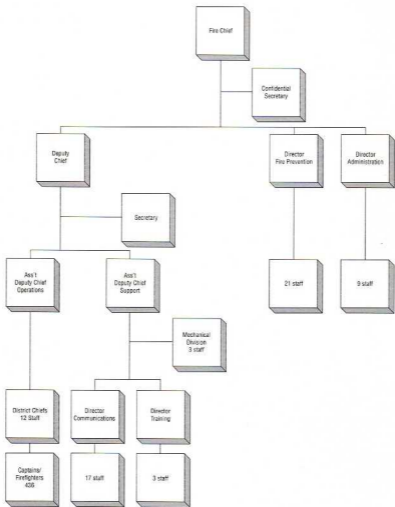 Fire Chief
Confidential
Secretary
Deputy
Chief
Director
Fire Prevention
Director
Administration
Secretary
Ass't
Deputy Chief
Operations
Ass't
Deputy Chief
Support
21 staff
9 staff
Mechanical
Division
3 staff
District Chiefs
12 Staff
Director
Communications
Director
Training
Captains/
Firefighters
436
17 staff
3 staff